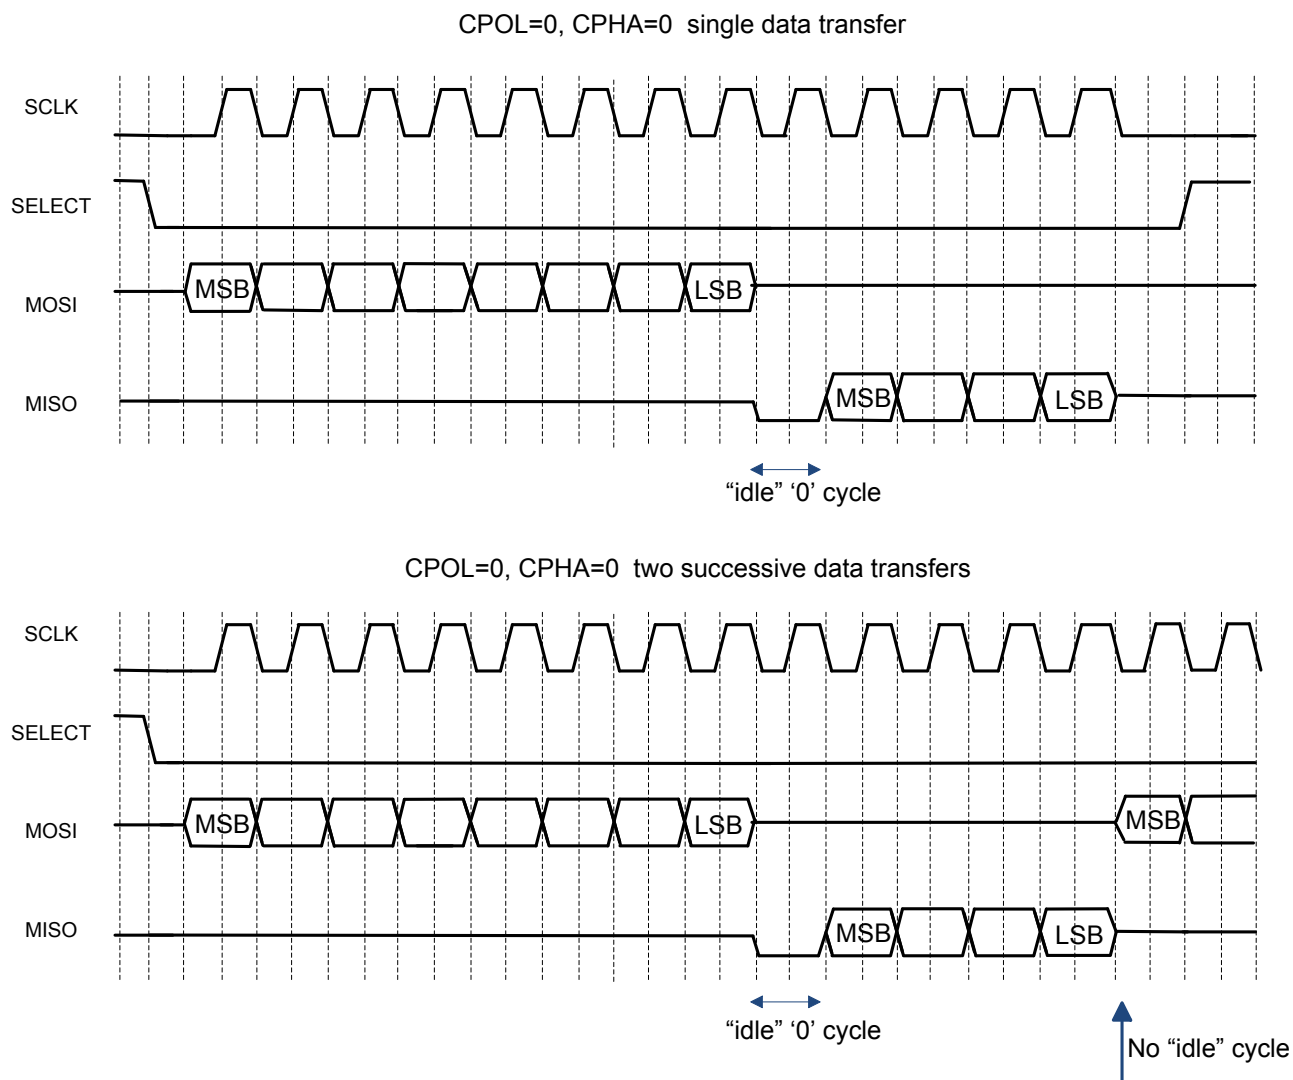 CPOL=0, CPHA=0 single data transfer
SCLK
SELECT
MOSI
MSB
LSB
MISO
MSB
LSB
“idle” ‘0’ cycle
CPOL=0, CPHA=0 two successive data transfers
SCLK
SELECT
MOSI
MSB
LSB
MSB
MISO
MSB
LSB
“idle” ‘0’ cycle
No “idle” cycle